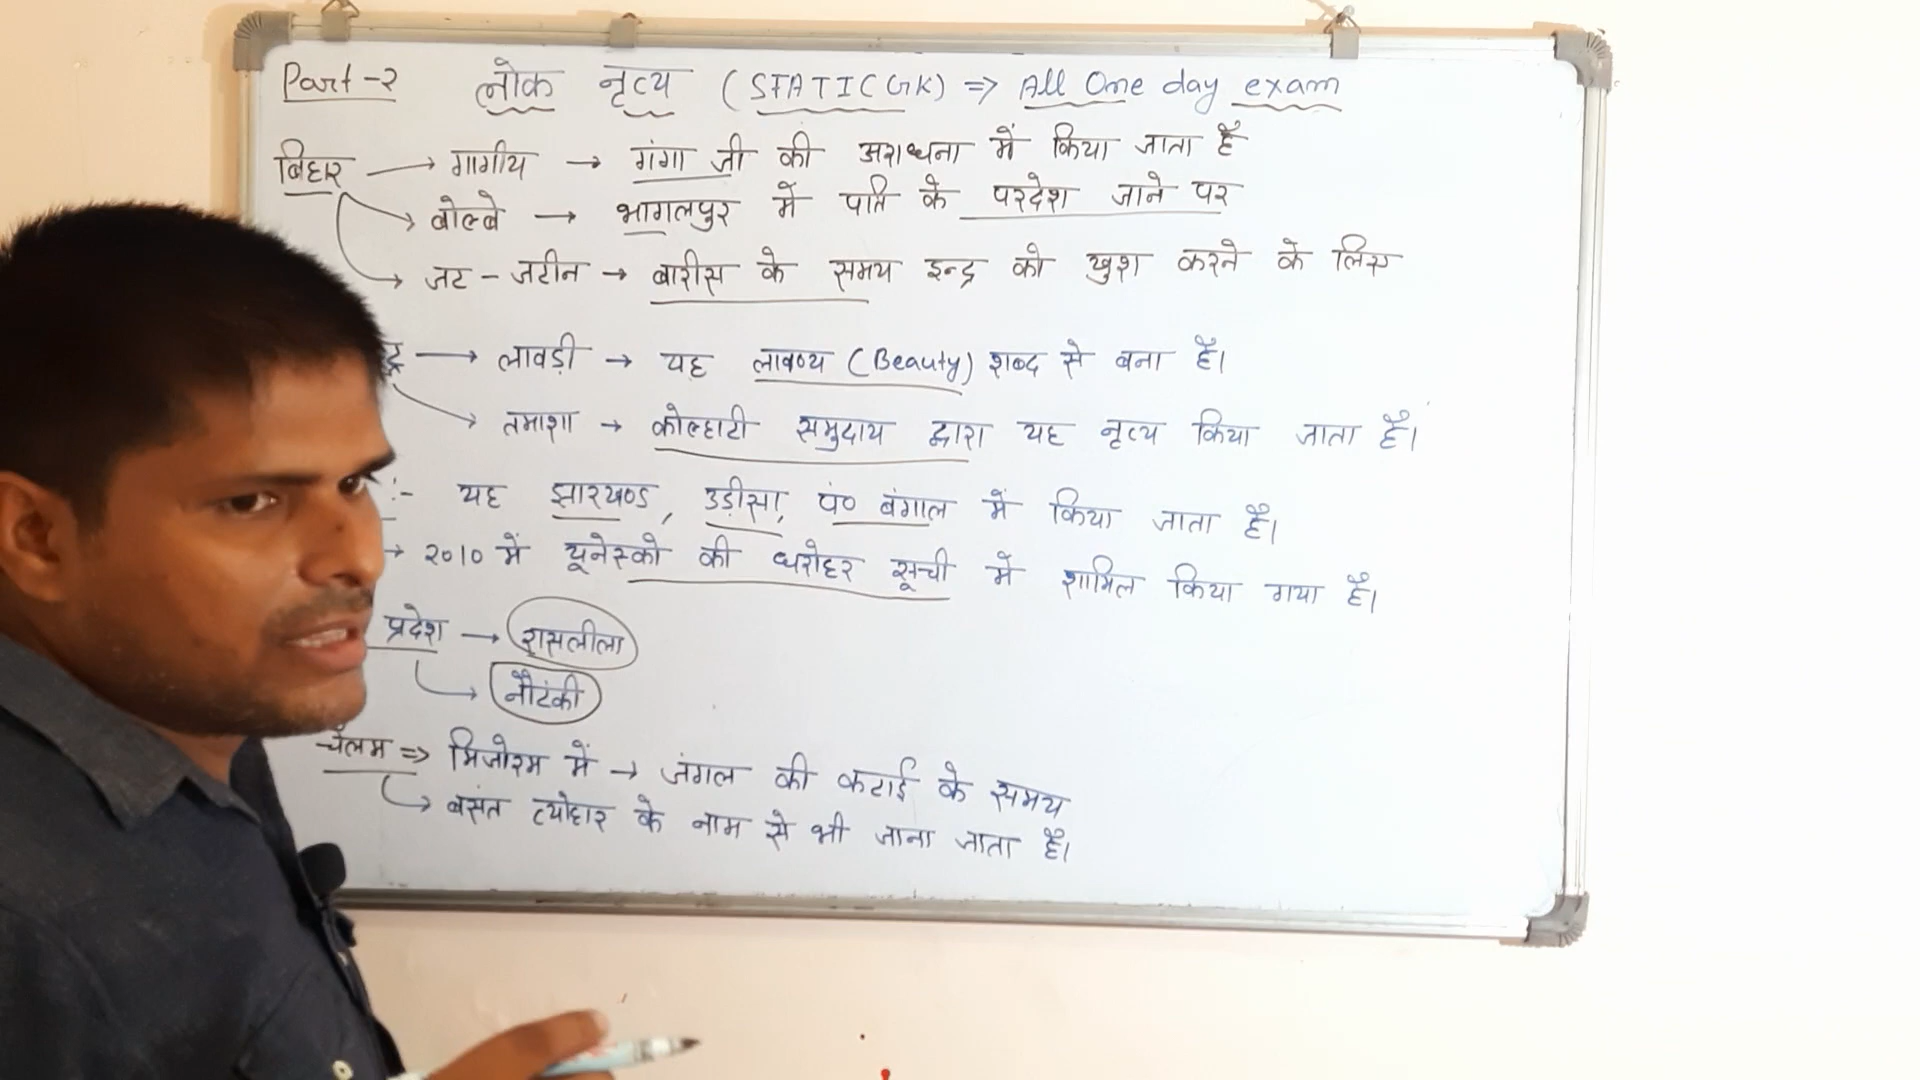 Part-2 लोक नृत्य (STATIC GK) => All One day exam
बिहार → गागीय → गंगा जी की अराधना में किया जाता है
→ बोल्बे → भागलपुर में पति के परदेश जाने पर
→ जट - जटीन → बारीस के समय इन्द्र को खुश करने के लिए
→ लावड़ी → यह लावण्य (Beauty) शब्द से बना है।
→ तमाशा → कोल्हाटी समुदाय द्वारा यह नृत्य किया जाता है।
:- यह झारखण्ड, उड़ीसा, पं० बंगाल में किया जाता है।
→ २०१० में यूनेस्को की धरोहर सूची में शामिल किया गया है।
प्रदेश → रासलीला
→ नौटंकी
चेलम => मिजोरम में → जंगल की कटाई के समय
→ बसंत त्योहार के नाम से भी जाना जाता है।